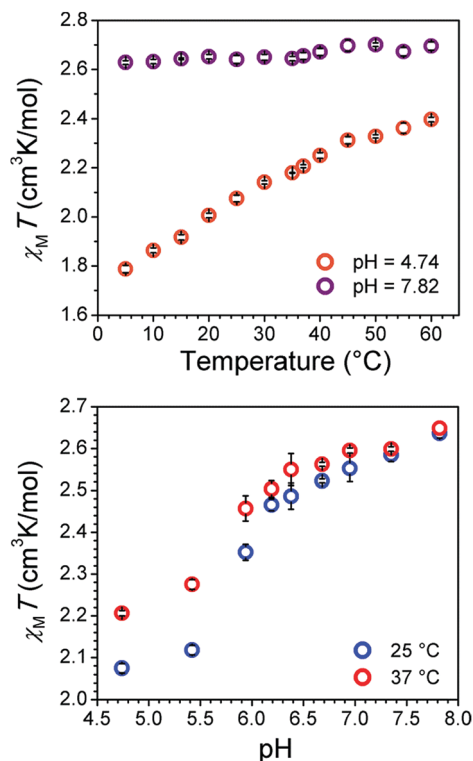 3.0
2.8
2.6
2.4
2.2
2.0
1.8
1.6
χM T (cm³K/mol)
pH = 4.74
pH = 7.82
0 10 20 30 40 50 60
Temperature (°C)
2.7
2.6
2.5
2.4
2.3
2.2
2.1
2.0
χM T (cm³K/mol)
25 °C
37 °C
4.5 5.0 5.5 6.0 6.5 7.0 7.5 8.0
pH